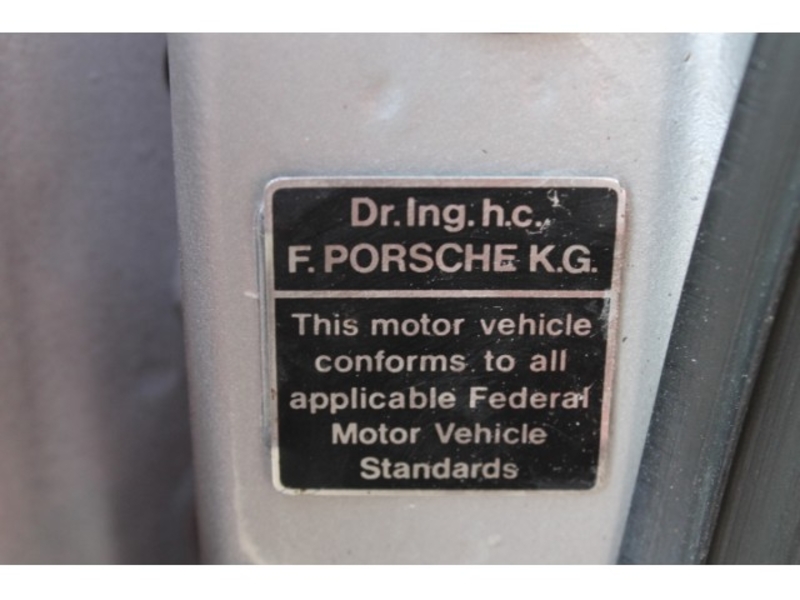 Dr.Ing.h.c.
F. PORSCHE K.G.
This motor vehicle
conforms to all
applicable Federal
Motor Vehicle
Standards